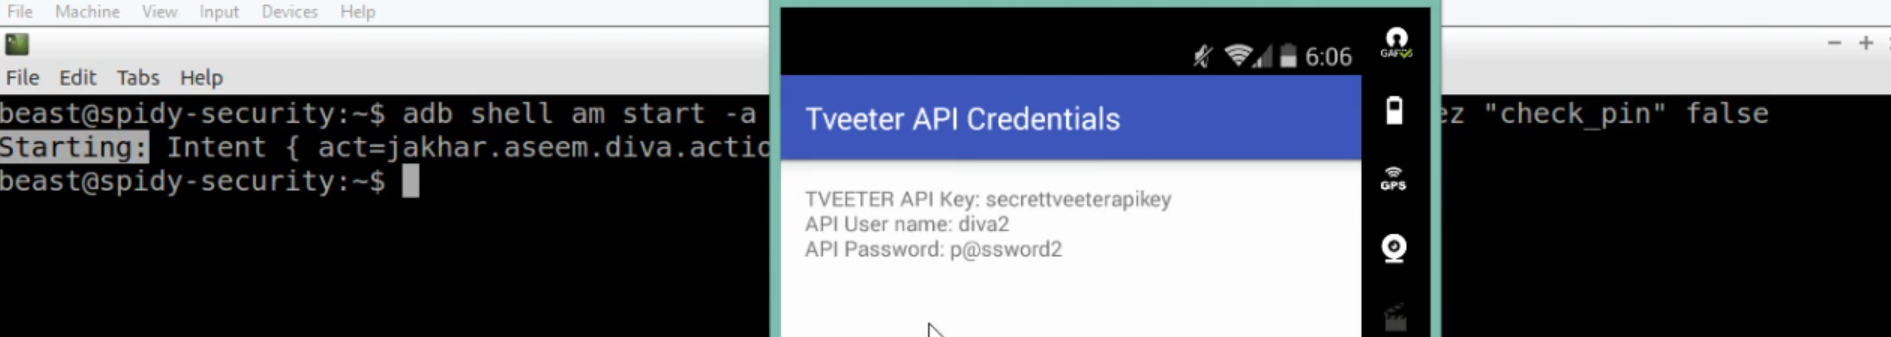 File Machine View Input Devices Help
File Edit Tabs Help
beast@spidy-security:~$ adb shell am start -a
ez "check_pin" false
Starting: Intent { act=jakhar.aseem.diva.actio
beast@spidy-security:~$
6:06
Tveeter API Credentials
TVEETER API Key: secrettveeterapikey
API User name: diva2
API Password: p@ssword2
GPS